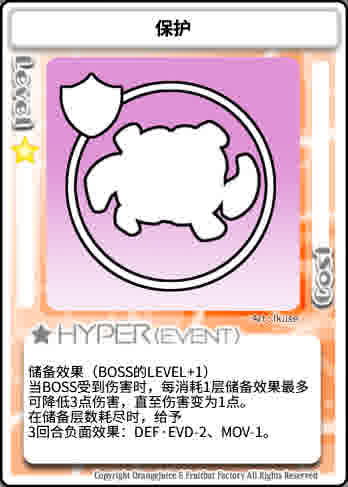 保护
Level
Cost
Art : Ikuse
HYPER(EVENT)
储备效果（BOSS的LEVEL+1）
当BOSS受到伤害时，每消耗1层储备效果最多
可降低3点伤害，直至伤害变为1点。
在储备层数耗尽时，给予
3回合负面效果：DEF·EVD-2、MOV-1。
Copyright OrangeJuice & Fruitbat Factory All Rights Reserved